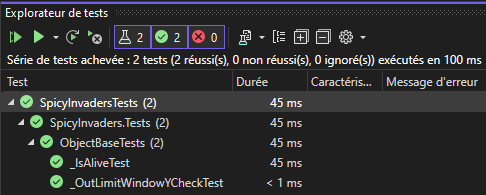 Explorateur de tests
2 2 0
Série de tests achevée : 2 tests (2 réussi(s), 0 non réussi(s), 0 ignoré(s)) exécutés en 100 ms
Test Durée Caractéris... Message d'erreur
SpicyInvadersTests (2) 45 ms
SpicyInvaders.Tests (2) 45 ms
ObjectBaseTests (2) 45 ms
_IsAliveTest 45 ms
_OutLimitWindowYCheckTest < 1 ms